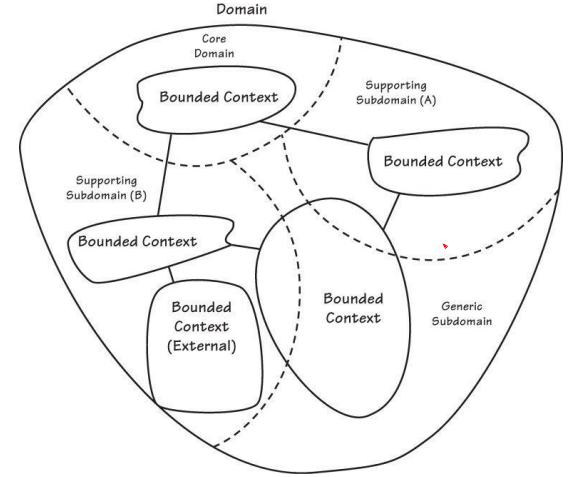 Domain
Core
Domain
Bounded Context
Supporting
Subdomain (A)
Bounded Context
Supporting
Subdomain (B)
Bounded Context
Bounded
Context
(External)
Bounded
Context
Generic
Subdomain